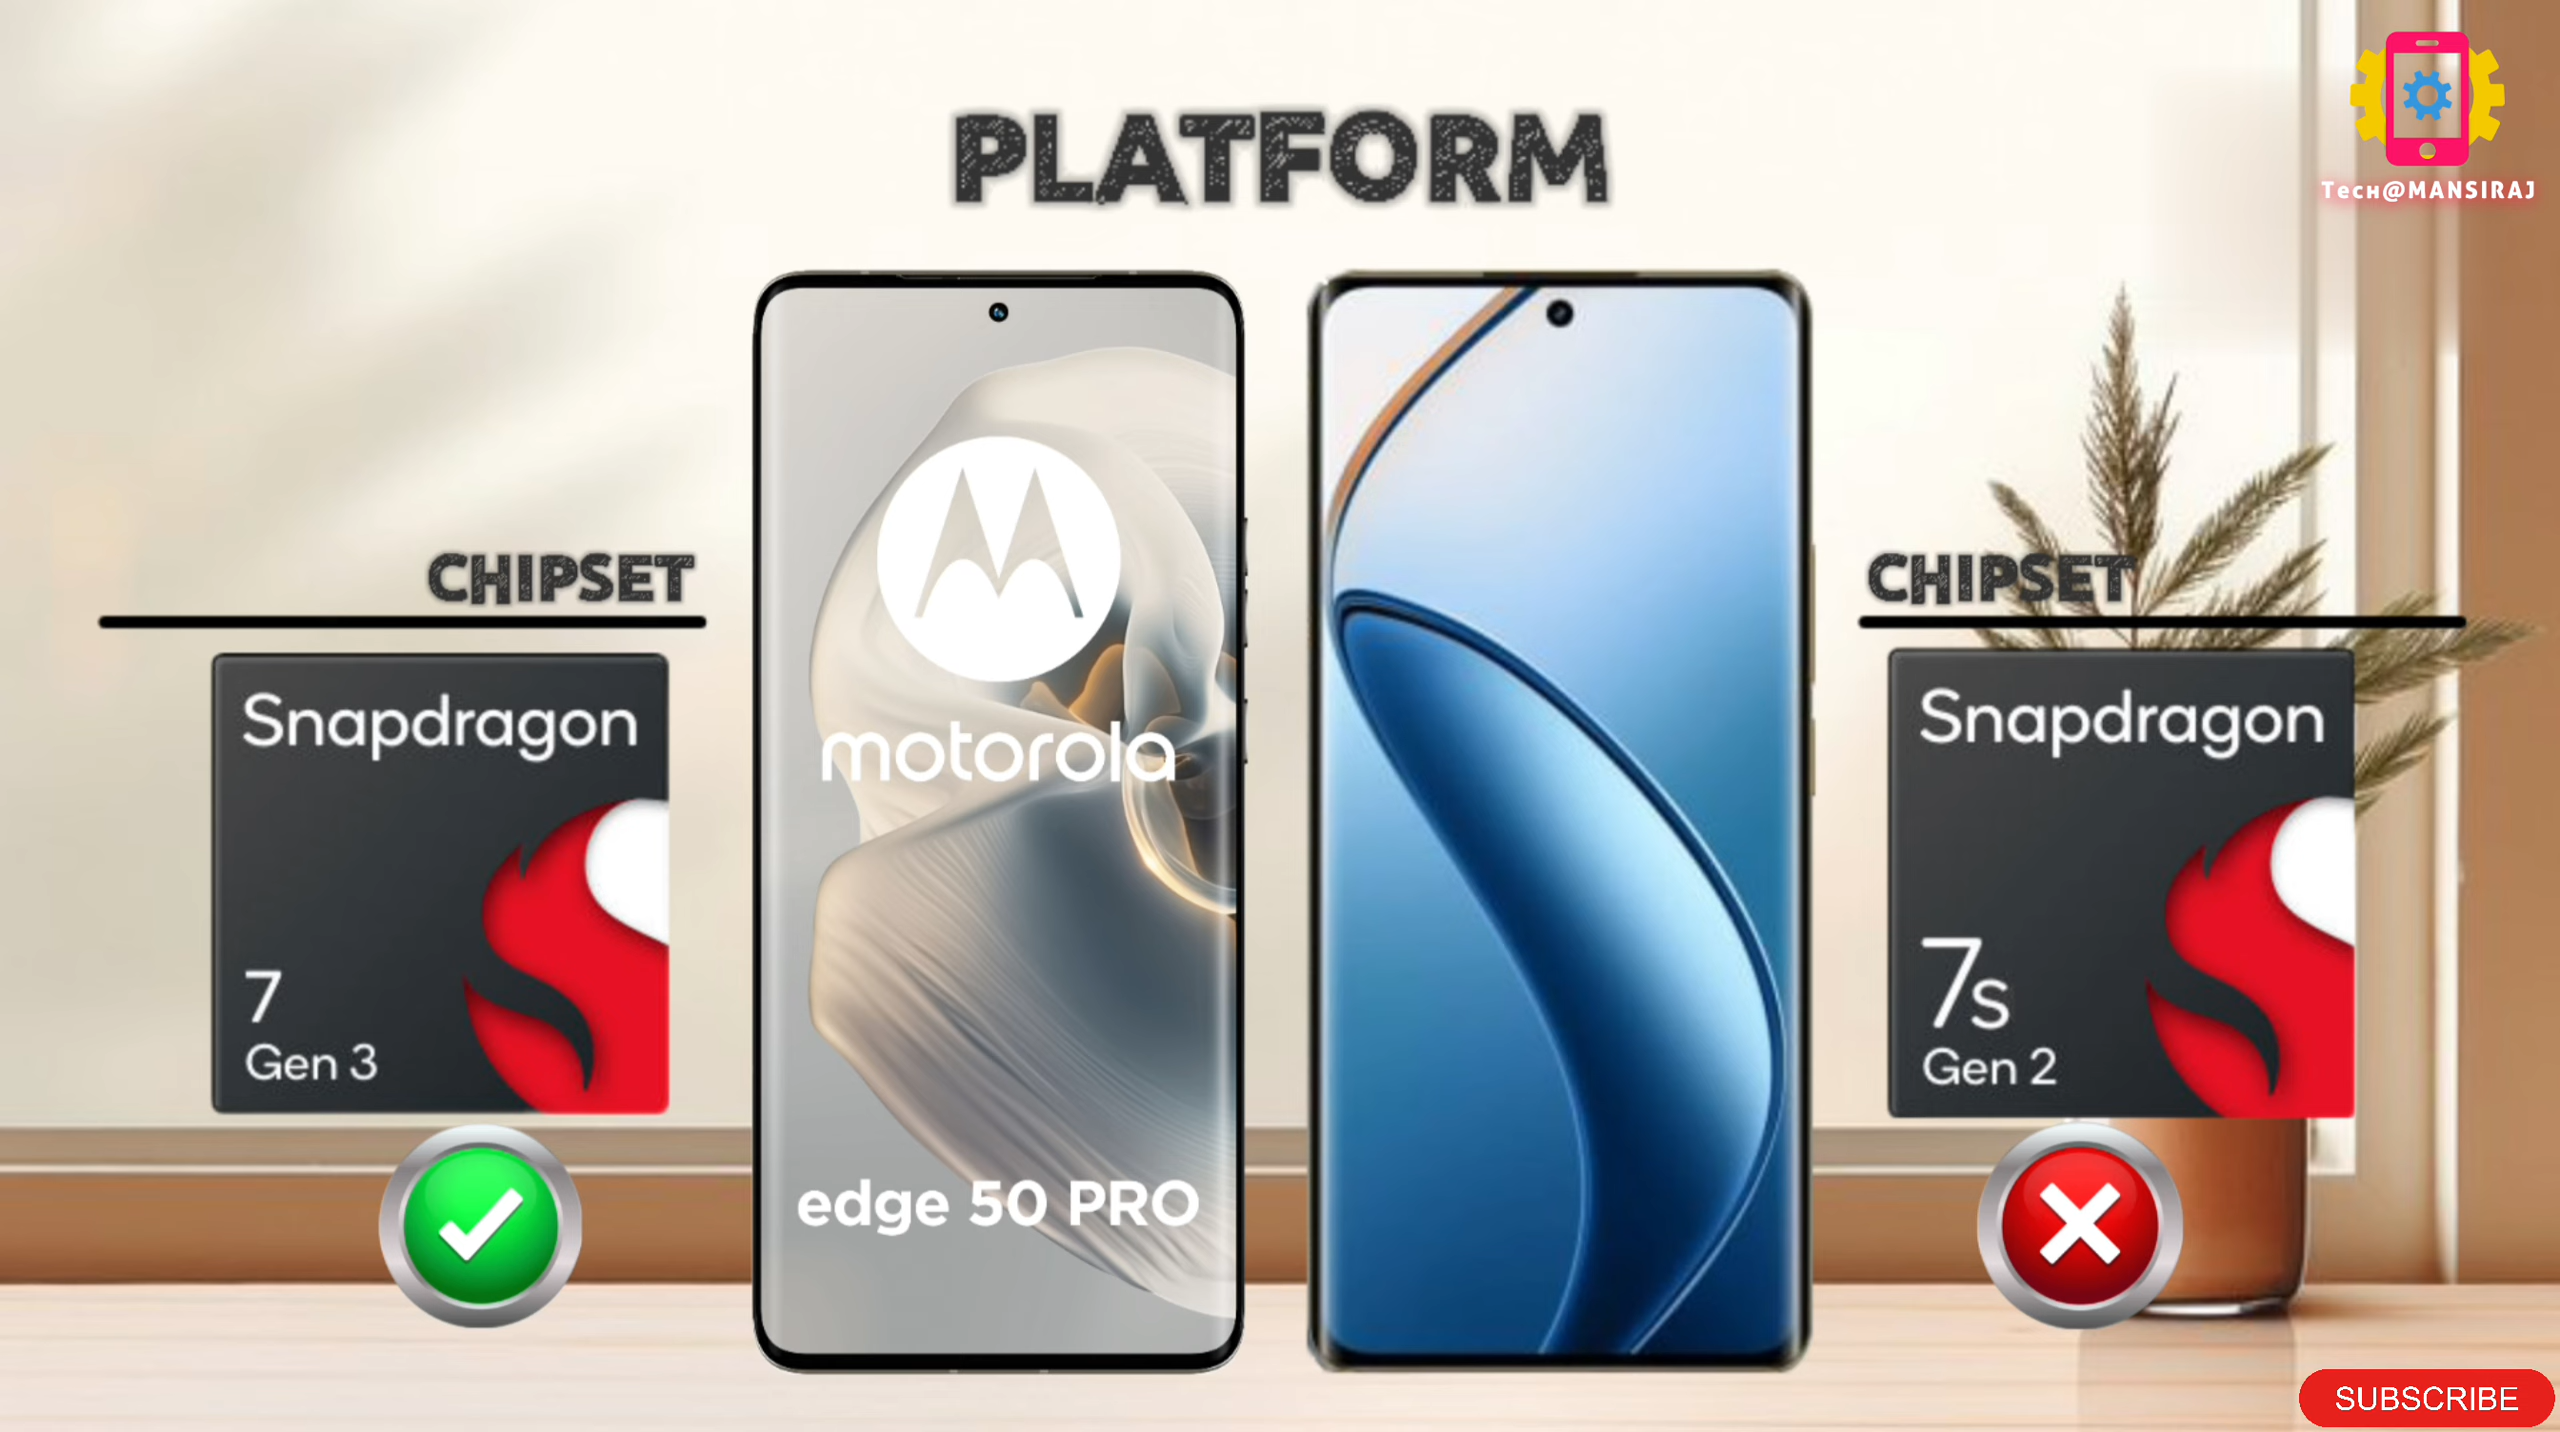 PLATFORM
Tech@MANSIRAJ
CHIPSET
Snapdragon
7
Gen 3
motorola
edge 50 PRO
CHIPSET
Snapdragon
7s
Gen 2
SUBSCRIBE